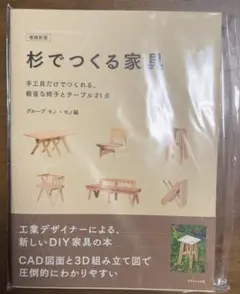 増補新版
杉でつくる家具
手工具だけでつくれる、
軽量な椅子とテーブル21点
グループ モノ・モノ編
工業デザイナーによる、
新しいDIY家具の本
CAD図面と3D組み立て図で
圧倒的にわかりやすい